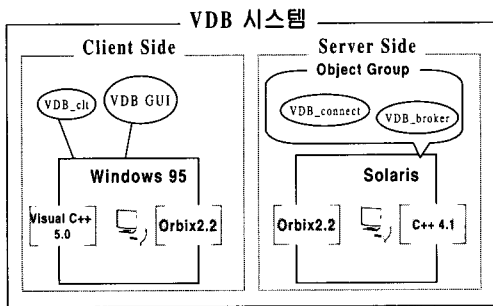 VDB 시스템
Client Side
VDB_clt
VDB GUI
Windows 95
Visual C++
5.0
Orbix2.2
Server Side
Object Group
VDB_connect
VDB_broker
Solaris
Orbix2.2
C++ 4.1